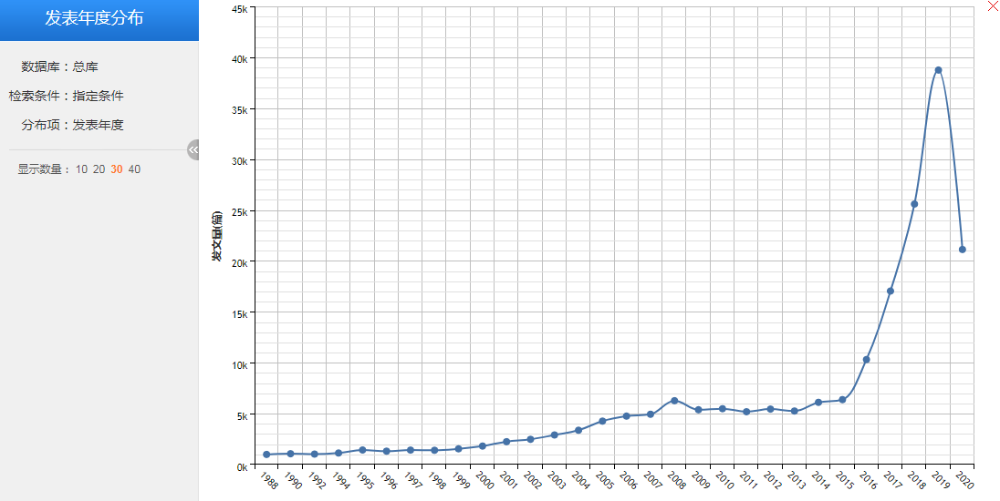 发表年度分布
数据库：总库
检索条件：指定条件
分布项：发表年度
显示数量： 10 20 30 40
发文量(篇)
45k
40k
35k
30k
25k
20k
15k
10k
5k
0k
1988 1990 1992 1994 1995 1996 1997 1998 1999 2000 2001 2002 2003 2004 2005 2006 2007 2008 2009 2010 2011 2012 2013 2014 2015 2016 2017 2018 2019 2020